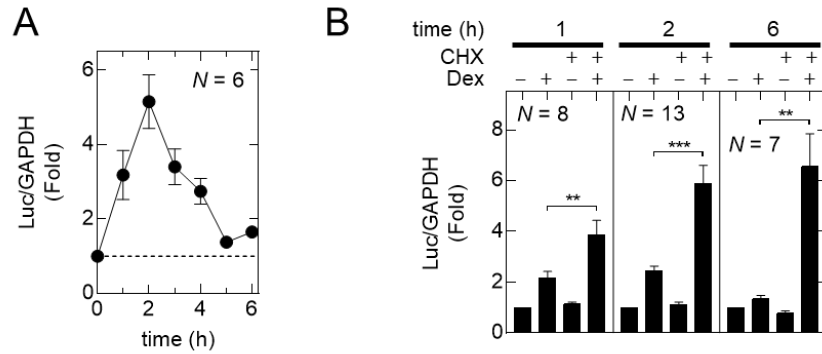 A
Luc/GAPDH
(Fold)
6
4
2
0
N = 6
0
2
4
6
time (h)
B
time (h) 1 2 6
CHX + + + + + +
Dex – + – + – + – + – + – +
Luc/GAPDH
(Fold)
8
6
4
2
0
N = 8
**
N = 13
***
N = 7
**